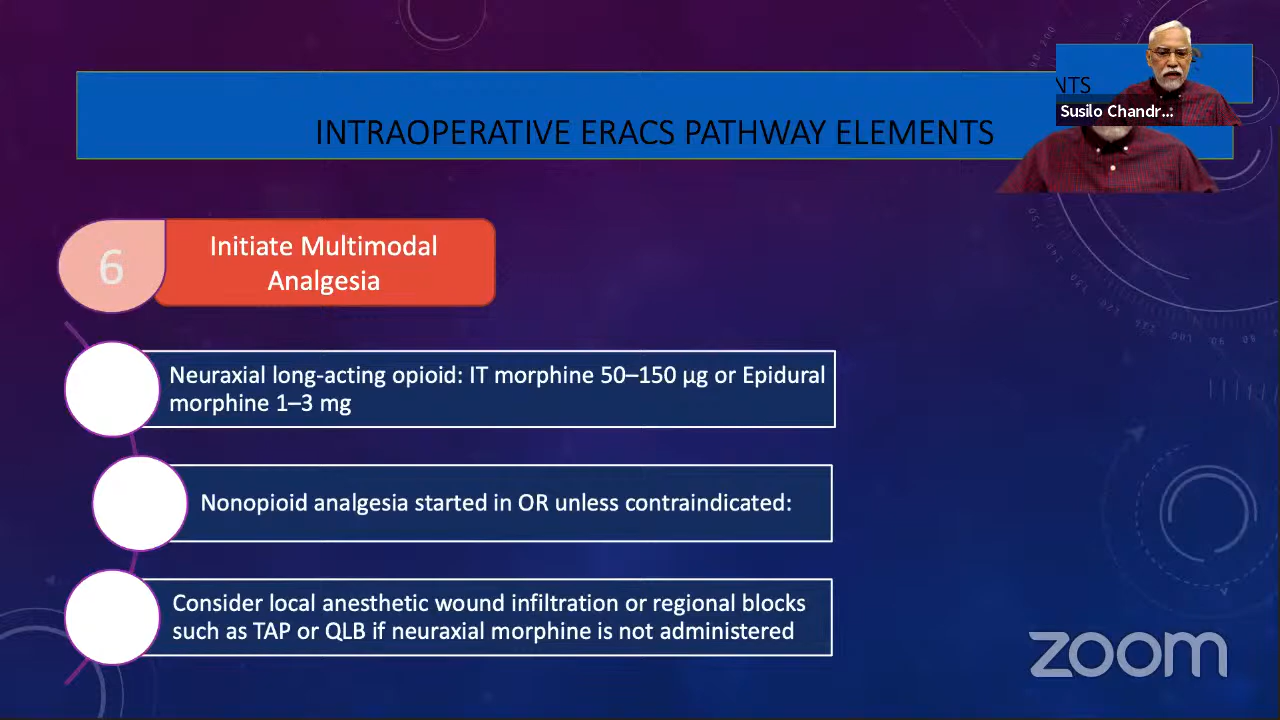 NTS
Susilo Chandr...
INTRAOPERATIVE ERACS PATHWAY ELEMENTS
6
Initiate Multimodal
Analgesia
Neuraxial long-acting opioid: IT morphine 50–150 µg or Epidural
morphine 1–3 mg
Nonopioid analgesia started in OR unless contraindicated:
Consider local anesthetic wound infiltration or regional blocks
such as TAP or QLB if neuraxial morphine is not administered
zoom